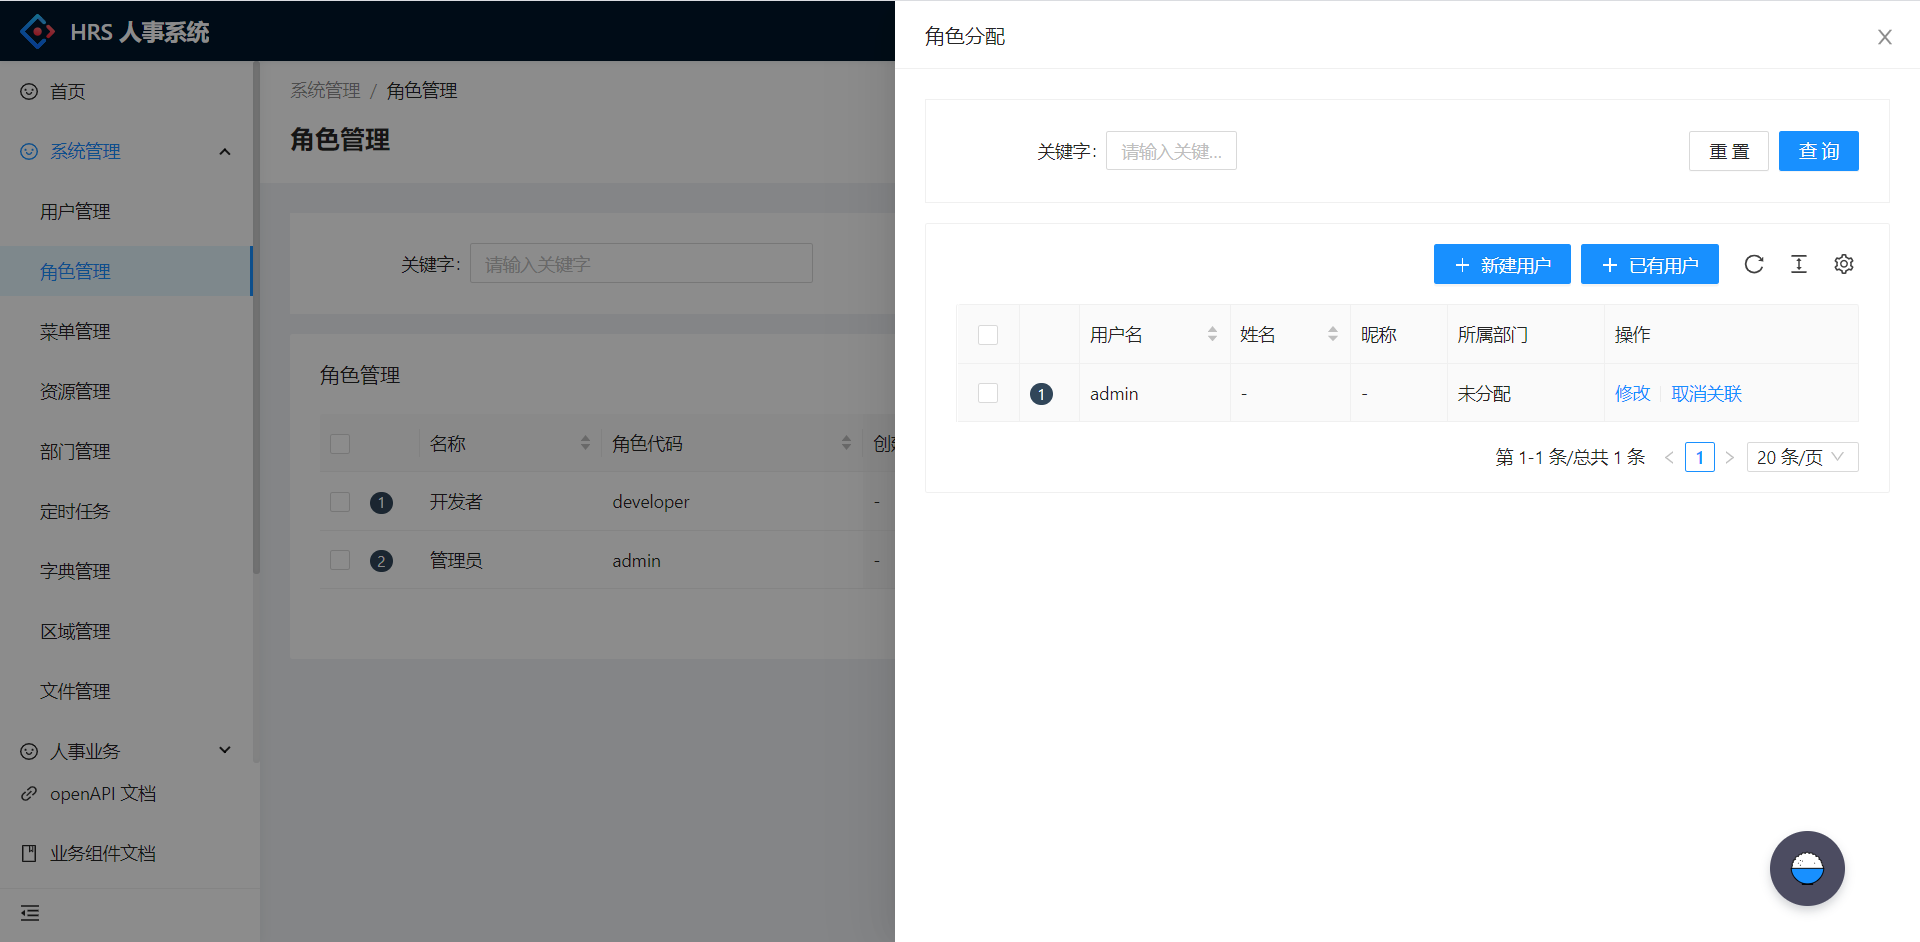 HRS 人事系统
首页
系统管理
用户管理
角色管理
菜单管理
资源管理
部门管理
定时任务
字典管理
区域管理
文件管理
人事业务
openAPI 文档
业务组件文档
系统管理 / 角色管理
角色管理
关键字: 请输入关键字
角色管理
名称 角色代码
1 开发者 developer -
2 管理员 admin -
角色分配
关键字: 请输入关键... 重 置 查 询
新建用户 已有用户
用户名 姓名 昵称 所属部门 操作
1 admin - - 未分配 修改 取消关联
第 1-1 条/总共 1 条 < 1 > 20 条/页